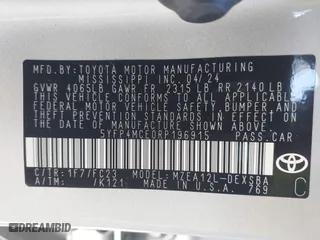 MFD.BY:TOYOTA MOTOR MANUFACTURING
MISSISSIPPI INC. 04/24
GVWR 4065LB GAWR FR 2315 LB RR 2140 LB
THIS VEHICLE CONFORMS TO ALL APPLICABLE
FEDERAL MOTOR VEHICLE SAFETY, BUMPER, AND
THEFT PREVENTION STANDARDS IN EFFECT ON
THE DATE OF MANUFACTURE SHOWN ABOVE.
5YFP4MCE0RP196915 PASS.CAR
C/TR:1F7/FC23 MODEL:MZEA12L-DEXSBA
A/TM: /K121 MADE IN U.S.A. 769
TOYOTA
C